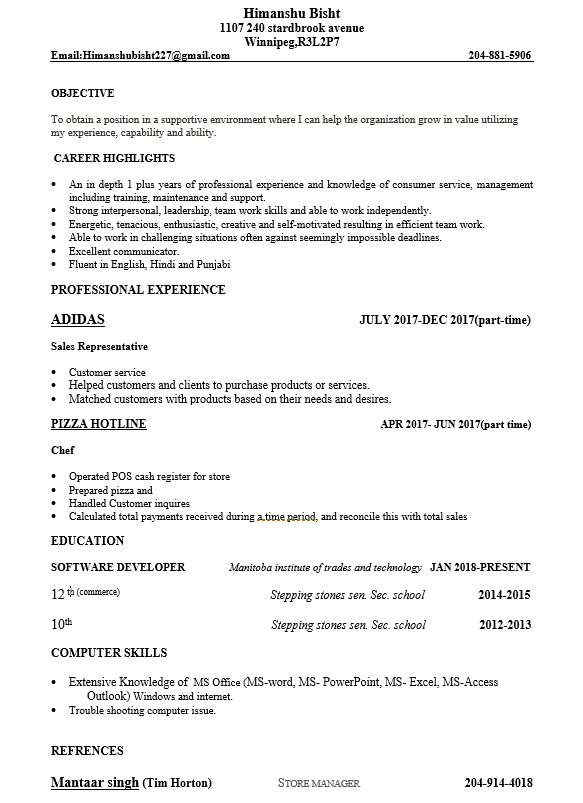 Himanshu Bisht
1107 240 stardbrook avenue
Winnipeg,R3L2P7
Email:Himanshubisht227@gmail.com 204-881-5906
OBJECTIVE
To obtain a position in a supportive environment where I can help the organization grow in value utilizing
my experience, capability and ability.
CAREER HIGHLIGHTS
• An in depth 1 plus years of professional experience and knowledge of consumer service, management
including training, maintenance and support.
• Strong interpersonal, leadership, team work skills and able to work independently.
• Energetic, tenacious, enthusiastic, creative and self-motivated resulting in efficient team work.
• Able to work in challenging situations often against seemingly impossible deadlines.
• Excellent communicator.
• Fluent in English, Hindi and Punjabi
PROFESSIONAL EXPERIENCE
ADIDAS JULY 2017-DEC 2017(part-time)
Sales Representative
• Customer service
• Helped customers and clients to purchase products or services.
• Matched customers with products based on their needs and desires.
PIZZA HOTLINE APR 2017- JUN 2017(part time)
Chef
• Operated POS cash register for store
• Prepared pizza and
• Handled Customer inquires
• Calculated total payments received during a time period, and reconcile this with total sales
EDUCATION
SOFTWARE DEVELOPER Manitoba institute of trades and technology JAN 2018-PRESENT
12th (commerce) Stepping stones sen. Sec. school 2014-2015
10th Stepping stones sen. Sec. school 2012-2013
COMPUTER SKILLS
• Extensive Knowledge of MS Office (MS-word, MS- PowerPoint, MS- Excel, MS-Access
Outlook) Windows and internet.
• Trouble shooting computer issue.
REFRENCES
Mantaar singh (Tim Horton) STORE MANAGER 204-914-4018